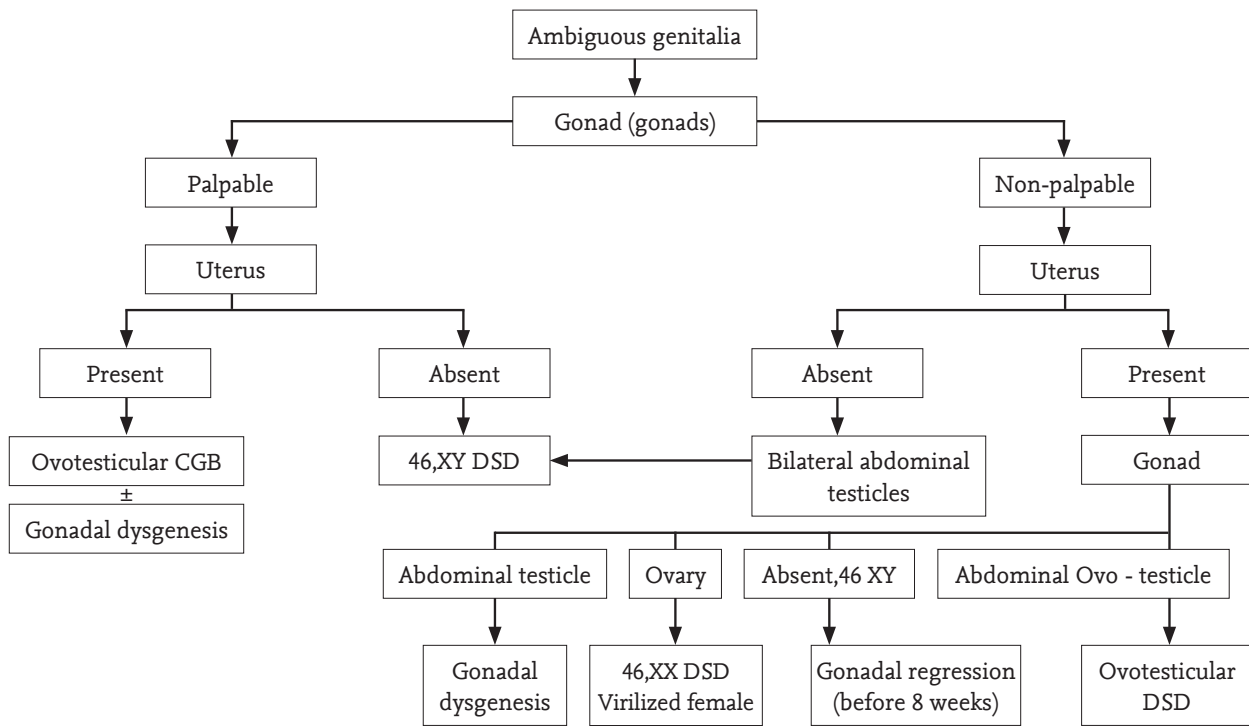 Ambiguous genitalia
Gonad (gonads)
Palpable
Non-palpable
Uterus
Uterus
Present
Absent
Absent
Present
Ovotesticular CGB
±
Gonadal dysgenesis
46,XY DSD
Bilateral abdominal
testicles
Gonad
Abdominal testicle
Ovary
Absent,46 XY
Abdominal Ovo - testicle
Gonadal
dysgenesis
46,XX DSD
Virilized female
Gonadal regression
(before 8 weeks)
Ovotesticular
DSD